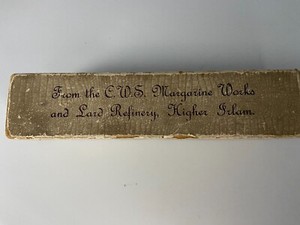 From the C.W.S. Margarine Works
and Lard Refinery, Higher Irlam.